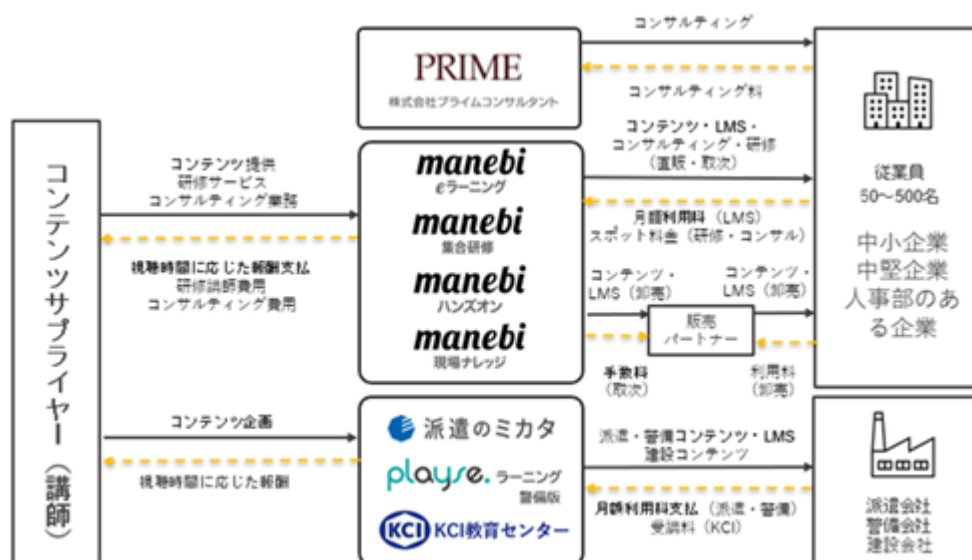 コンサルティング
PRIME
株式会社プライムコンサルタント
コンサルティング料
コンテンツサプライヤー（講師）
コンテンツ提供
研修サービス
コンサルティング業務
視聴時間に応じた報酬支払
研修講師費用
コンサルティング費用
manebi
eラーニング
manebi
集合研修
manebi
ハンズオン
manebi
現場ナレッジ
コンテンツ・LMS・
コンサルティング・研修
（直販・取次）
月額利用料（LMS）
スポット料金（研修・コンサル）
コンテンツ・
LMS（卸売）
販売
パートナー
コンテンツ・
LMS（卸売）
手数料
（取次）
利用料
（卸売）
従業員
50〜500名
中小企業
中堅企業
人事部のあ
る企業
コンテンツ企画
視聴時間に応じた報酬
派遣のミカタ
playse. ラーニング
警備版
KCI KCI教育センター
派遣・警備コンテンツ・LMS
建設コンテンツ
月額利用料支払（派遣・警備）
受講料（KCI）
派遣会社
警備会社
建設会社